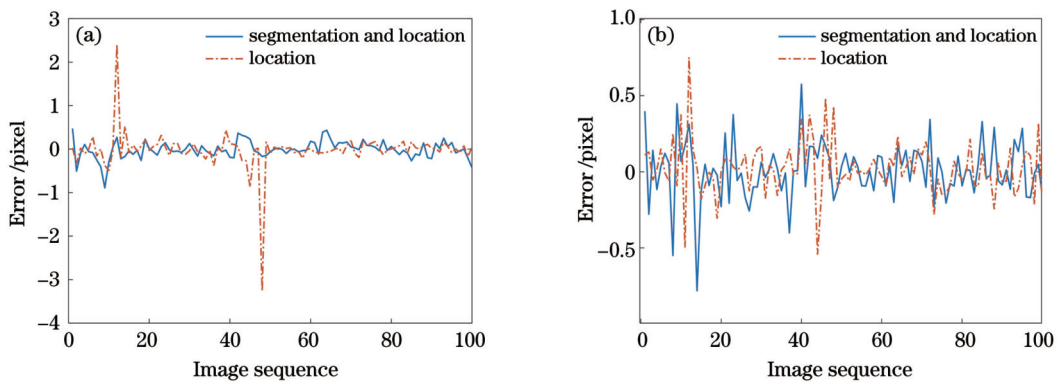 (a)
segmentation and location
location
3
2
1
0
−1
−2
−3
−4
Error /pixel
0 20 40 60 80 100
Image sequence
(b)
segmentation and location
location
1.0
0.5
0
−0.5
Error /pixel
0 20 40 60 80 100
Image sequence